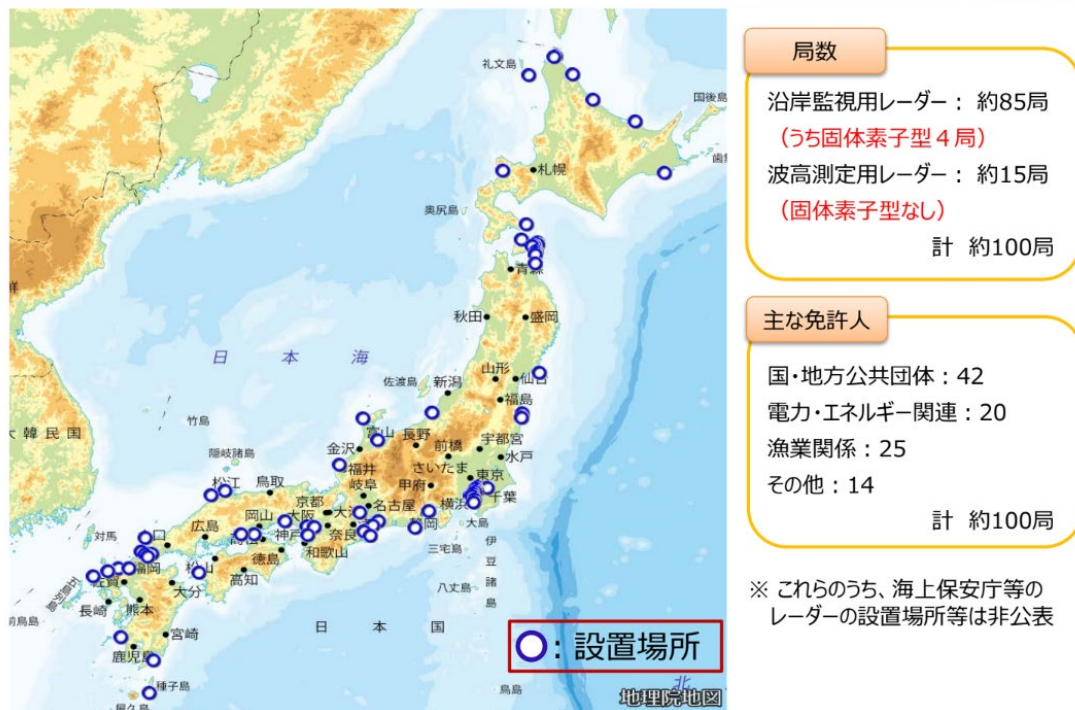 礼文島
国後島
札幌
奥尻島
青森
秋田
盛岡
日本海
山形
仙台
佐渡島
新潟
福島
竹島
大韓民国
富山
長野
金沢
前橋
宇都宮
水戸
隠岐諸島
福井
さいたま
東京
松江
鳥取
岐阜
甲府
千葉
京都
名古屋
横浜
対馬
岡山
大阪
大島
広島
神戸
奈良
静岡
三宅島
伊豆諸島
和歌山
徳島
福岡
松山
高知
八丈島
佐賀
大分
五島列島
長崎
熊本
日本国
宮崎
鹿児島
種子島
屋久島
鳥島
北
:設置場所
地理院地図
局数
沿岸監視用レーダー: 約85局
(うち固体素子型4局)
波高測定用レーダー: 約15局
(固体素子型なし)
計 約100局
主な免許人
国・地方公共団体:42
電力・エネルギー関連:20
漁業関係:25
その他:14
計 約100局
※ これらのうち、海上保安庁等の
レーダーの設置場所等は非公表